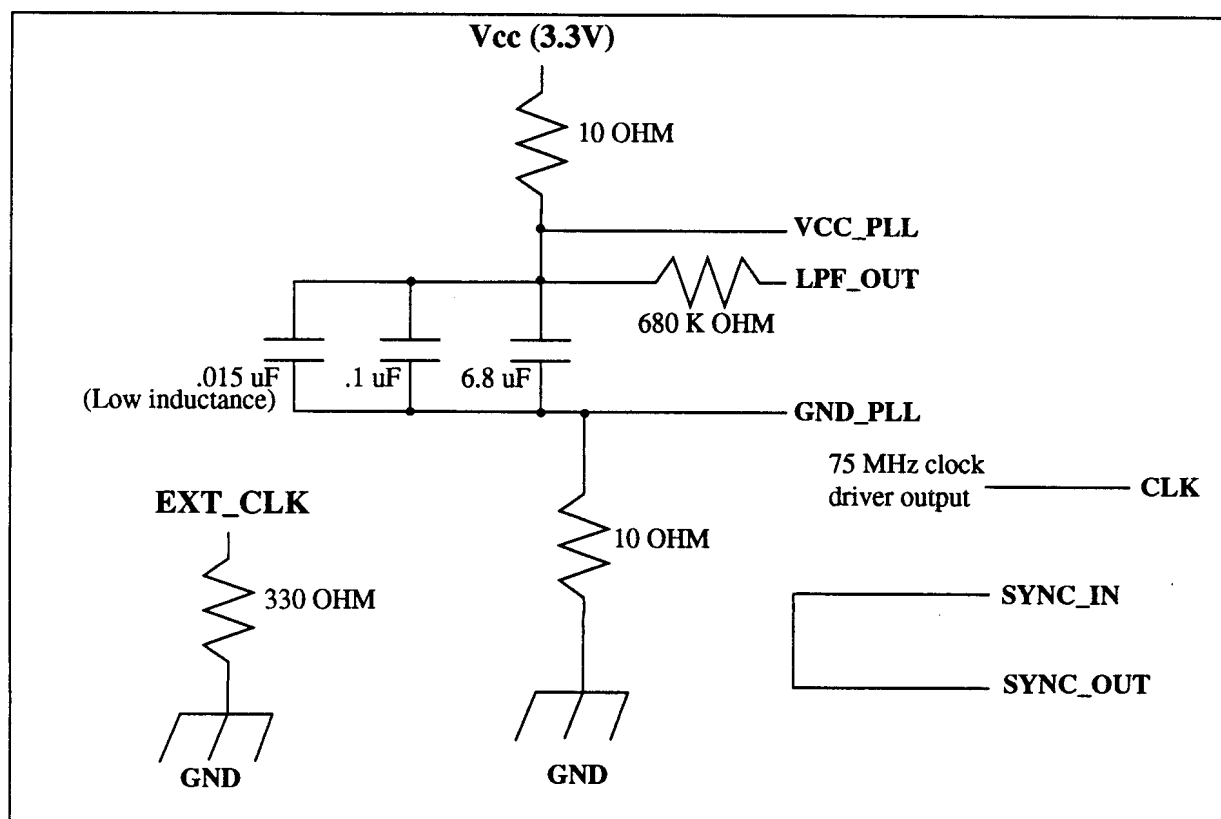 Vcc (3.3V)
10 OHM
VCC_PLL
LPF_OUT
680 K OHM
.015 uF
(Low inductance)
.1 uF
6.8 uF
GND_PLL
75 MHz clock
driver output
CLK
EXT_CLK
10 OHM
330 OHM
SYNC_IN
SYNC_OUT
GND
GND